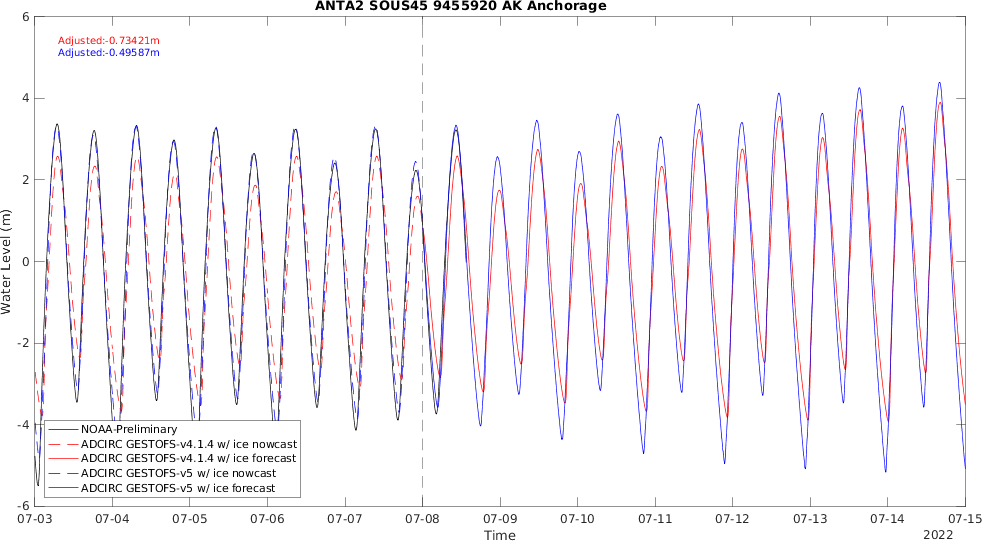 ANTA2 SOUS45 9455920 AK Anchorage
Adjusted:-0.73421m
Adjusted:-0.49587m
6
4
2
0
-2
-4
-6
Water Level (m)
NOAA-Preliminary
ADCIRC GESTOFS-v4.1.4 w/ ice nowcast
ADCIRC GESTOFS-v4.1.4 w/ ice forecast
ADCIRC GESTOFS-v5 w/ ice nowcast
ADCIRC GESTOFS-v5 w/ ice forecast
07-03 07-04 07-05 07-06 07-07 07-08 07-09 07-10 07-11 07-12 07-13 07-14 07-15
Time
2022